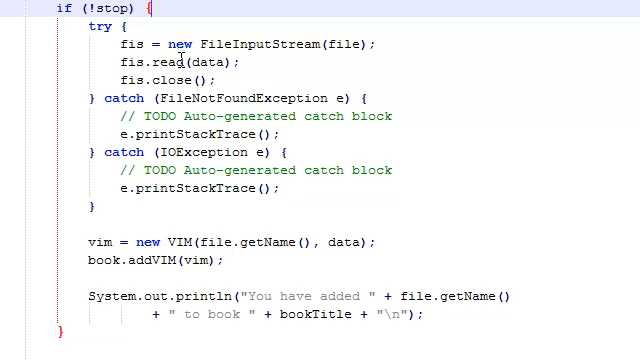 if (!stop) {
try {
fis = new FileInputStream(file);
fis.read(data);
fis.close();
} catch (FileNotFoundException e) {
// TODO Auto-generated catch block
e.printStackTrace();
} catch (IOException e) {
// TODO Auto-generated catch block
e.printStackTrace();
}
vim = new VIM(file.getName(), data);
book.addVIM(vim);
System.out.println("You have added " + file.getName()
+ " to book " + bookTitle + "\n");
}